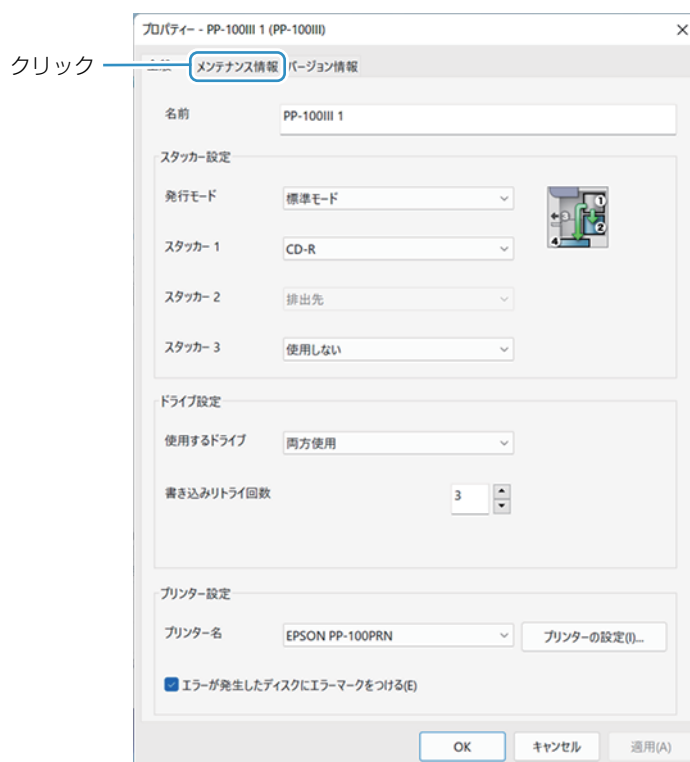 プロパティー - PP-100III 1 (PP-100III)
クリック
メンテナンス情報 バージョン情報
名前 PP-100III 1
スタッカー設定
発行モード 標準モード
スタッカー 1 CD-R
スタッカー 2 排出先
スタッカー 3 使用しない
1
2
3
4
ドライブ設定
使用するドライブ 両方使用
書き込みリトライ回数 3
プリンター設定
プリンター名 EPSON PP-100PRN プリンターの設定(I)...
エラーが発生したディスクにエラーマークをつける(E)
OK キャンセル 適用(A)